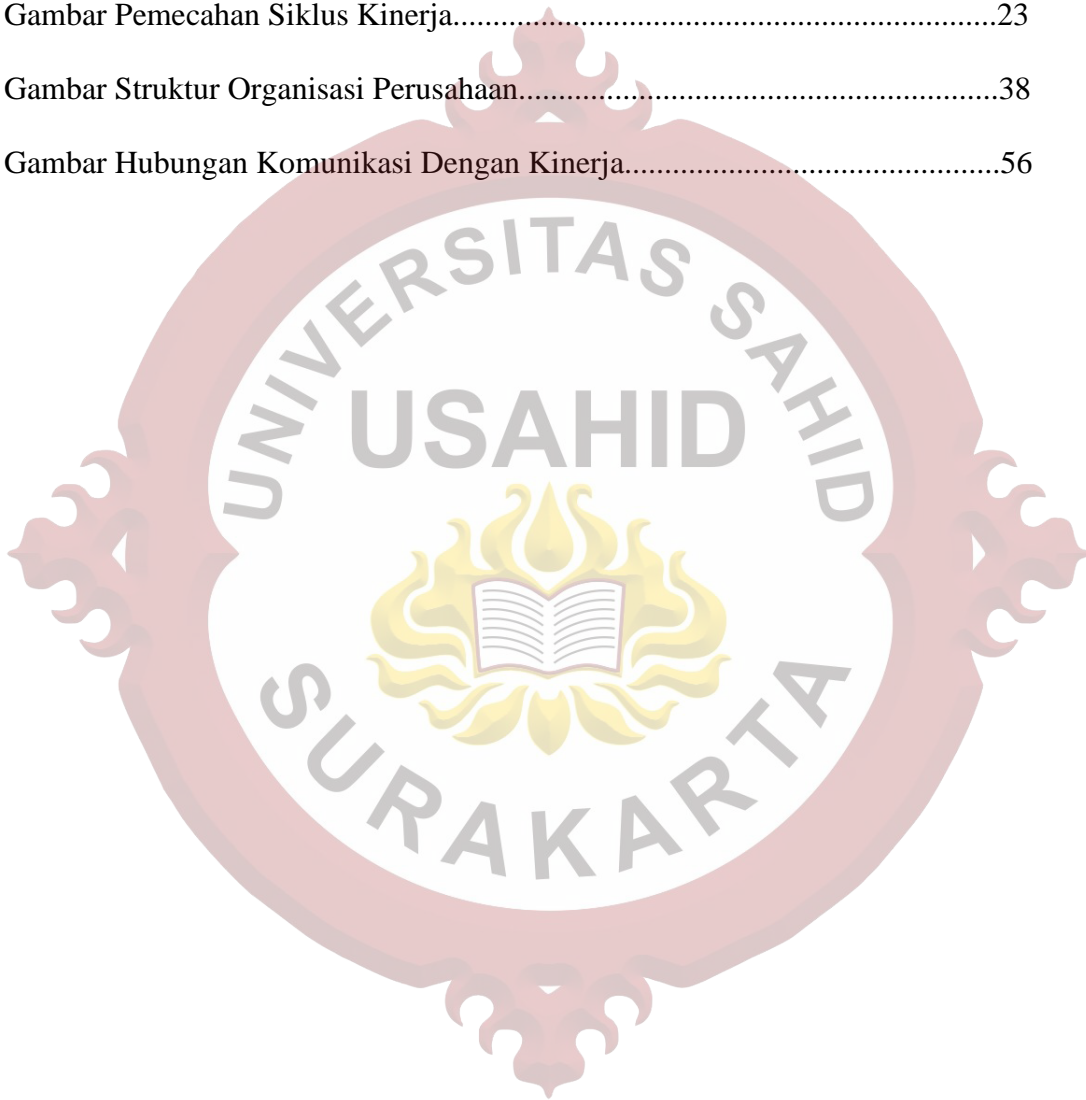 Gambar Pemecahan Siklus Kinerja....................................................................23
Gambar Struktur Organisasi Perusahaan............................................................38
Gambar Hubungan Komunikasi Dengan Kinerja...............................................56
UNIVERSITAS SAHID
USAHID
SURAKARTA